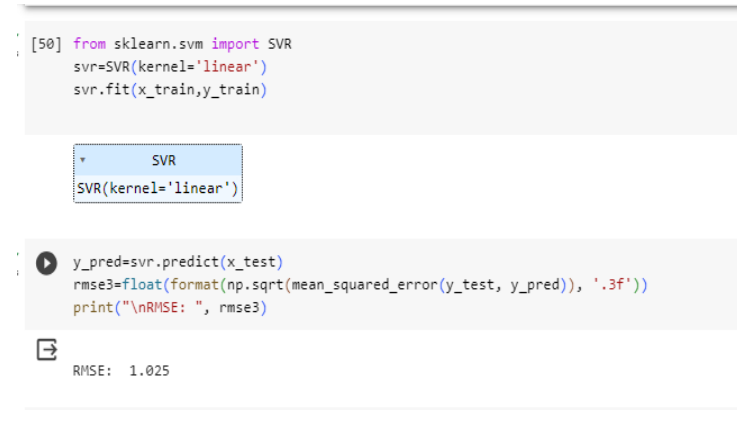 [50] from sklearn.svm import SVR
svr=SVR(kernel='linear')
svr.fit(x_train,y_train)
SVR
SVR(kernel='linear')
y_pred=svr.predict(x_test)
rmse3=float(format(np.sqrt(mean_squared_error(y_test, y_pred)), '.3f'))
print("\nRMSE: ", rmse3)
RMSE:  1.025